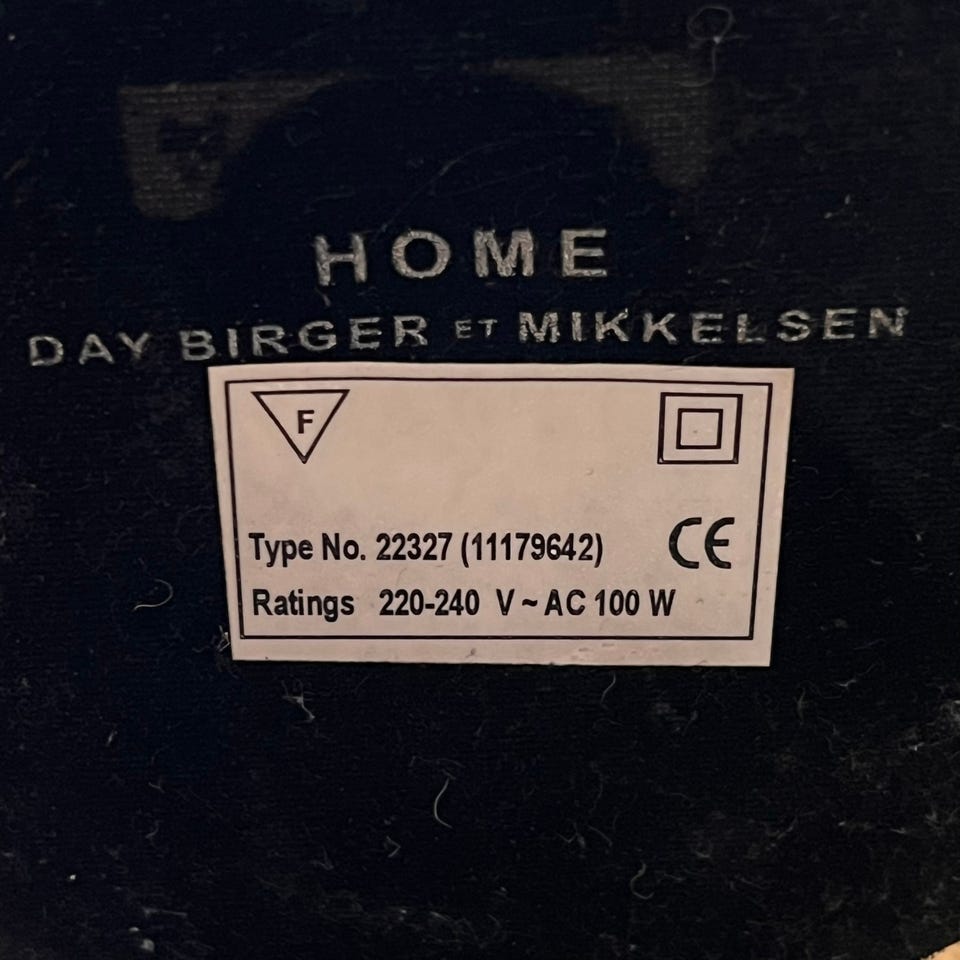 HOME
DAY BIRGER ET MIKKELSEN
F
Type No. 22327 (11179642) CE
Ratings 220-240 V ~ AC 100 W